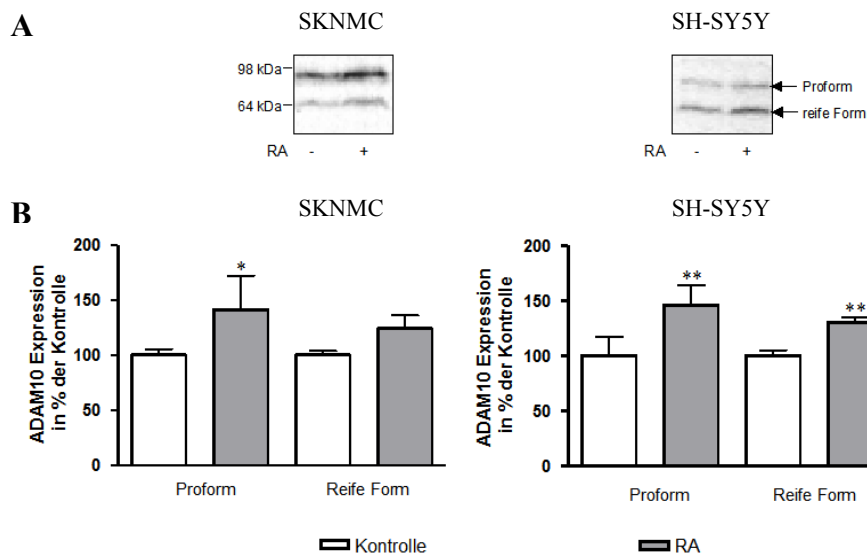 A
SKNMC
SH-SY5Y
98 kDa
64 kDa
Proform
reife Form
RA - +
RA - +
B
SKNMC
SH-SY5Y
ADAM10 Expression
in % der Kontrolle
200
150
100
50
0
*
Proform
Reife Form
ADAM10 Expression
in % der Kontrolle
200
150
100
50
0
**
**
Proform
Reife Form
Kontrolle
RA